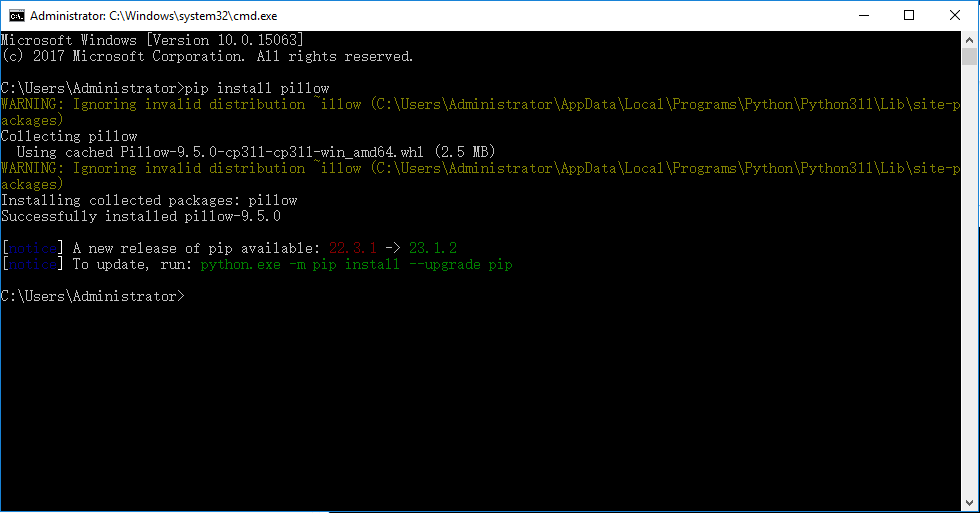 Administrator: C:\Windows\system32\cmd.exe
Microsoft Windows [Version 10.0.15063]
(c) 2017 Microsoft Corporation. All rights reserved.
C:\Users\Administrator>pip install pillow
WARNING: Ignoring invalid distribution ~illow (C:\Users\Administrator\AppData\Local\Programs\Python\Python311\Lib\site-p
ackages)
Collecting pillow
  Using cached Pillow-9.5.0-cp311-cp311-win_amd64.whl (2.5 MB)
WARNING: Ignoring invalid distribution ~illow (C:\Users\Administrator\AppData\Local\Programs\Python\Python311\Lib\site-p
ackages)
Installing collected packages: pillow
Successfully installed pillow-9.5.0
[notice] A new release of pip available: 22.3.1 -> 23.1.2
[notice] To update, run: python.exe -m pip install --upgrade pip
C:\Users\Administrator>